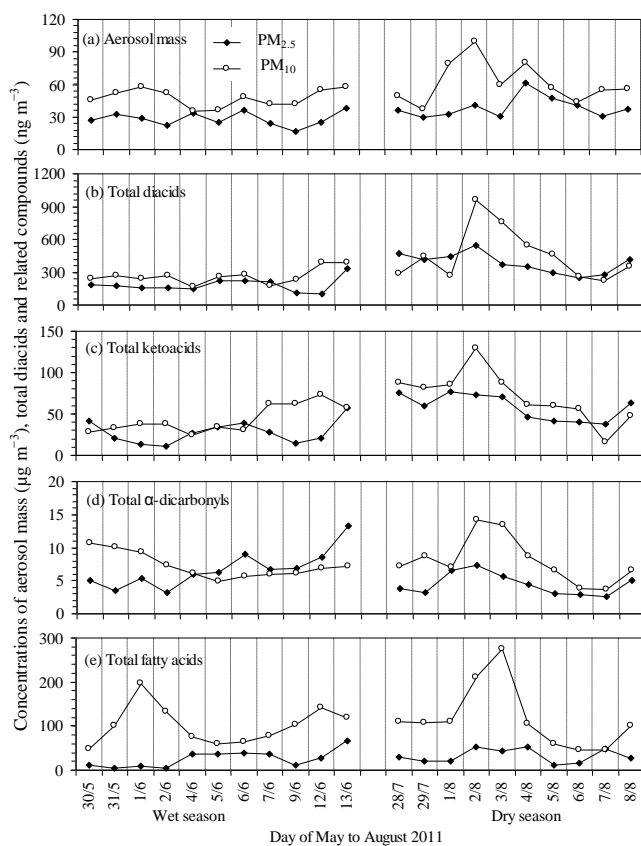 Concentrations of aerosol mass (μg m⁻³), total diacids and related compounds (ng m⁻³)
120
(a) Aerosol mass
PM2.5
PM10
90
60
30
0
1200
(b) Total diacids
900
600
300
0
150
(c) Total ketoacids
100
50
0
20
(d) Total α-dicarbonyls
15
10
5
0
300
(e) Total fatty acids
200
100
0
30/5 31/5 1/6 2/6 4/6 5/6 6/6 7/6 9/6 12/6 13/6 28/7 29/7 1/8 2/8 3/8 4/8 5/8 6/8 7/8 8/8
Wet season Dry season
Day of May to August 2011